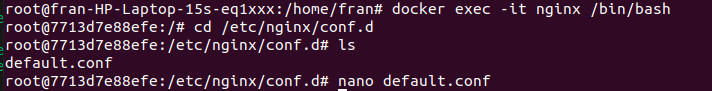 root@fran-HP-Laptop-15s-eq1xxx:/home/fran# docker exec -it nginx /bin/bash
root@7713d7e88efe:/# cd /etc/nginx/conf.d
root@7713d7e88efe:/etc/nginx/conf.d# ls
default.conf
root@7713d7e88efe:/etc/nginx/conf.d# nano default.conf